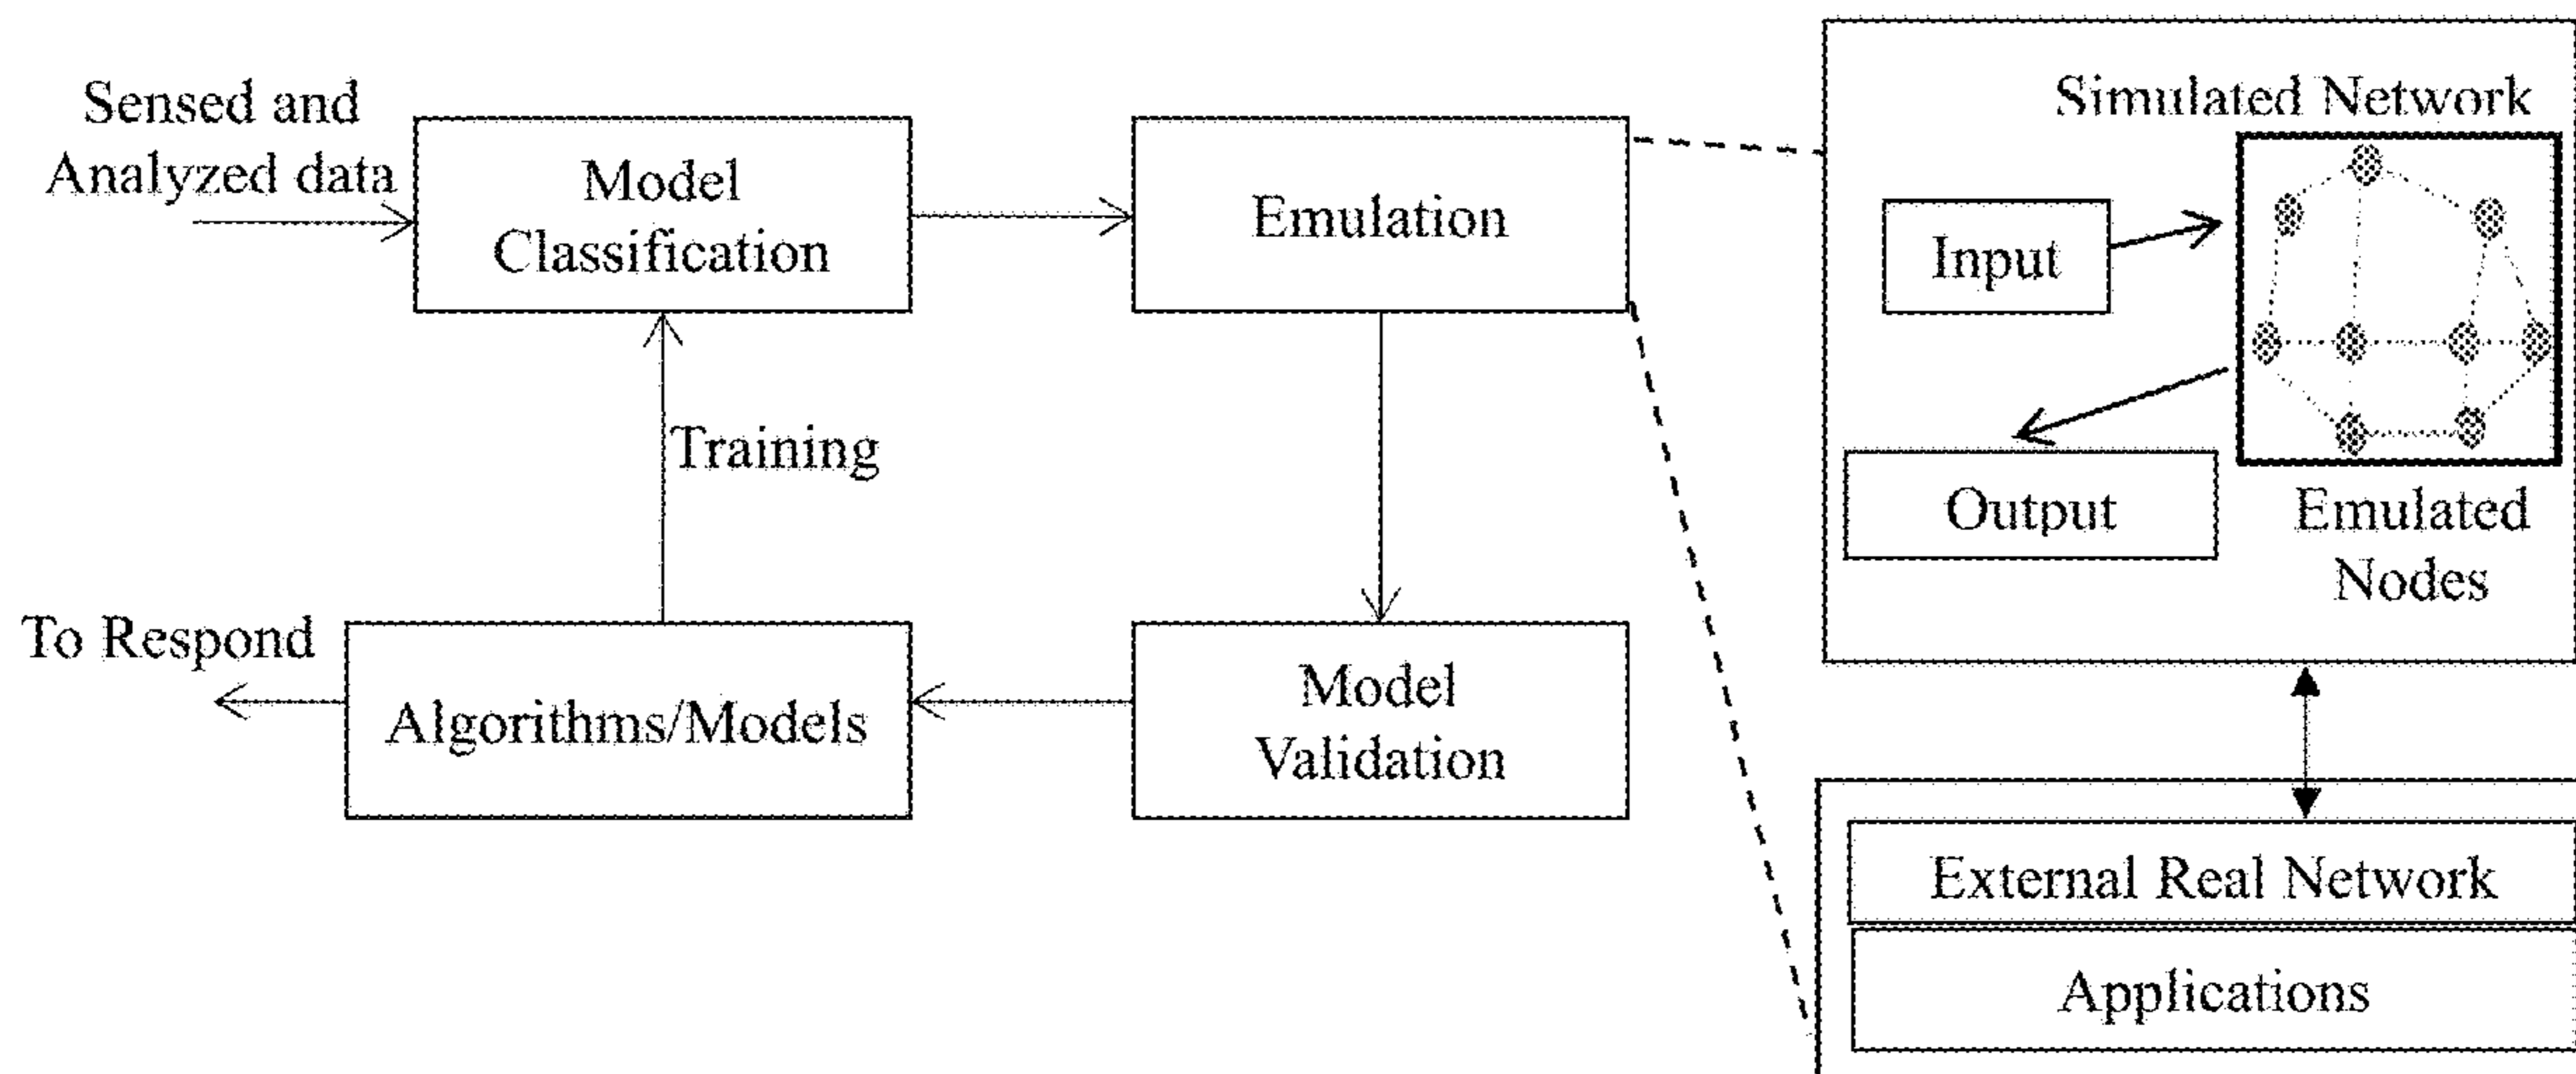 Sensed and
Analyzed data
Model
Classification
Emulation
Training
To Respond
Algorithms/Models
Model
Validation
Simulated Network
Input
Output
Emulated
Nodes
External Real Network
Applications